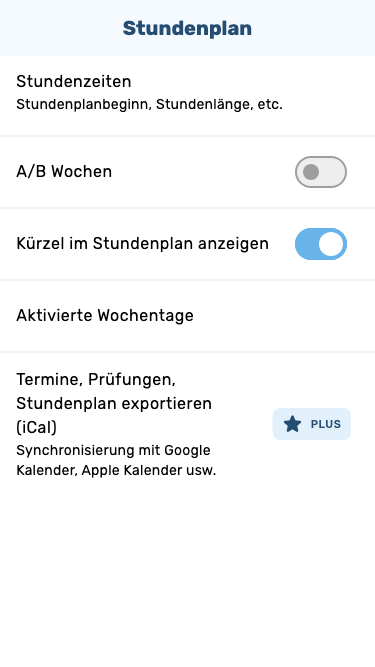 Stundenplan
Stundenzeiten
Stundenplanbeginn, Stundenlänge, etc.
A/B Wochen
Kürzel im Stundenplan anzeigen
Aktivierte Wochentage
Termine, Prüfungen,
Stundenplan exportieren
(iCal)
PLUS
Synchronisierung mit Google
Kalender, Apple Kalender usw.